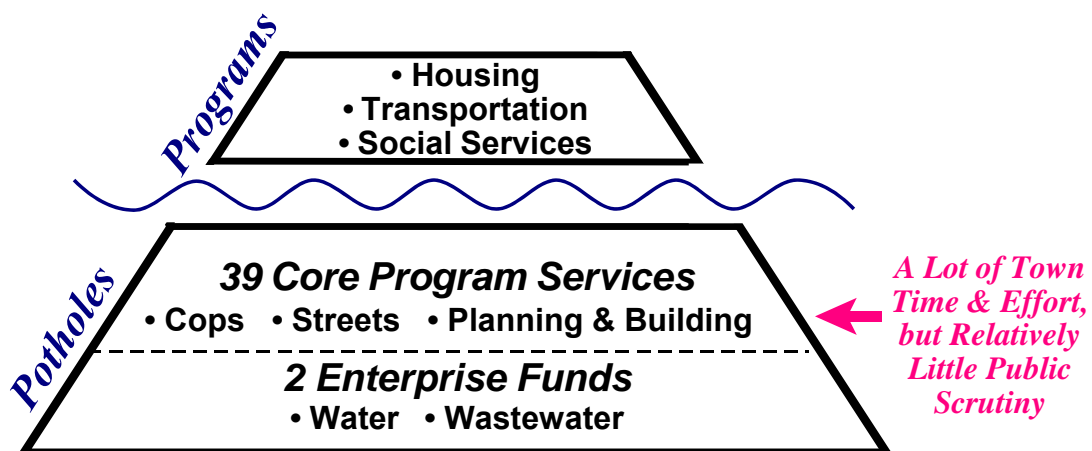 Programs
• Housing
• Transportation
• Social Services
Potholes
39 Core Program Services
• Cops • Streets • Planning & Building
2 Enterprise Funds
• Water • Wastewater
A Lot of Town
Time & Effort,
but Relatively
Little Public
Scrutiny